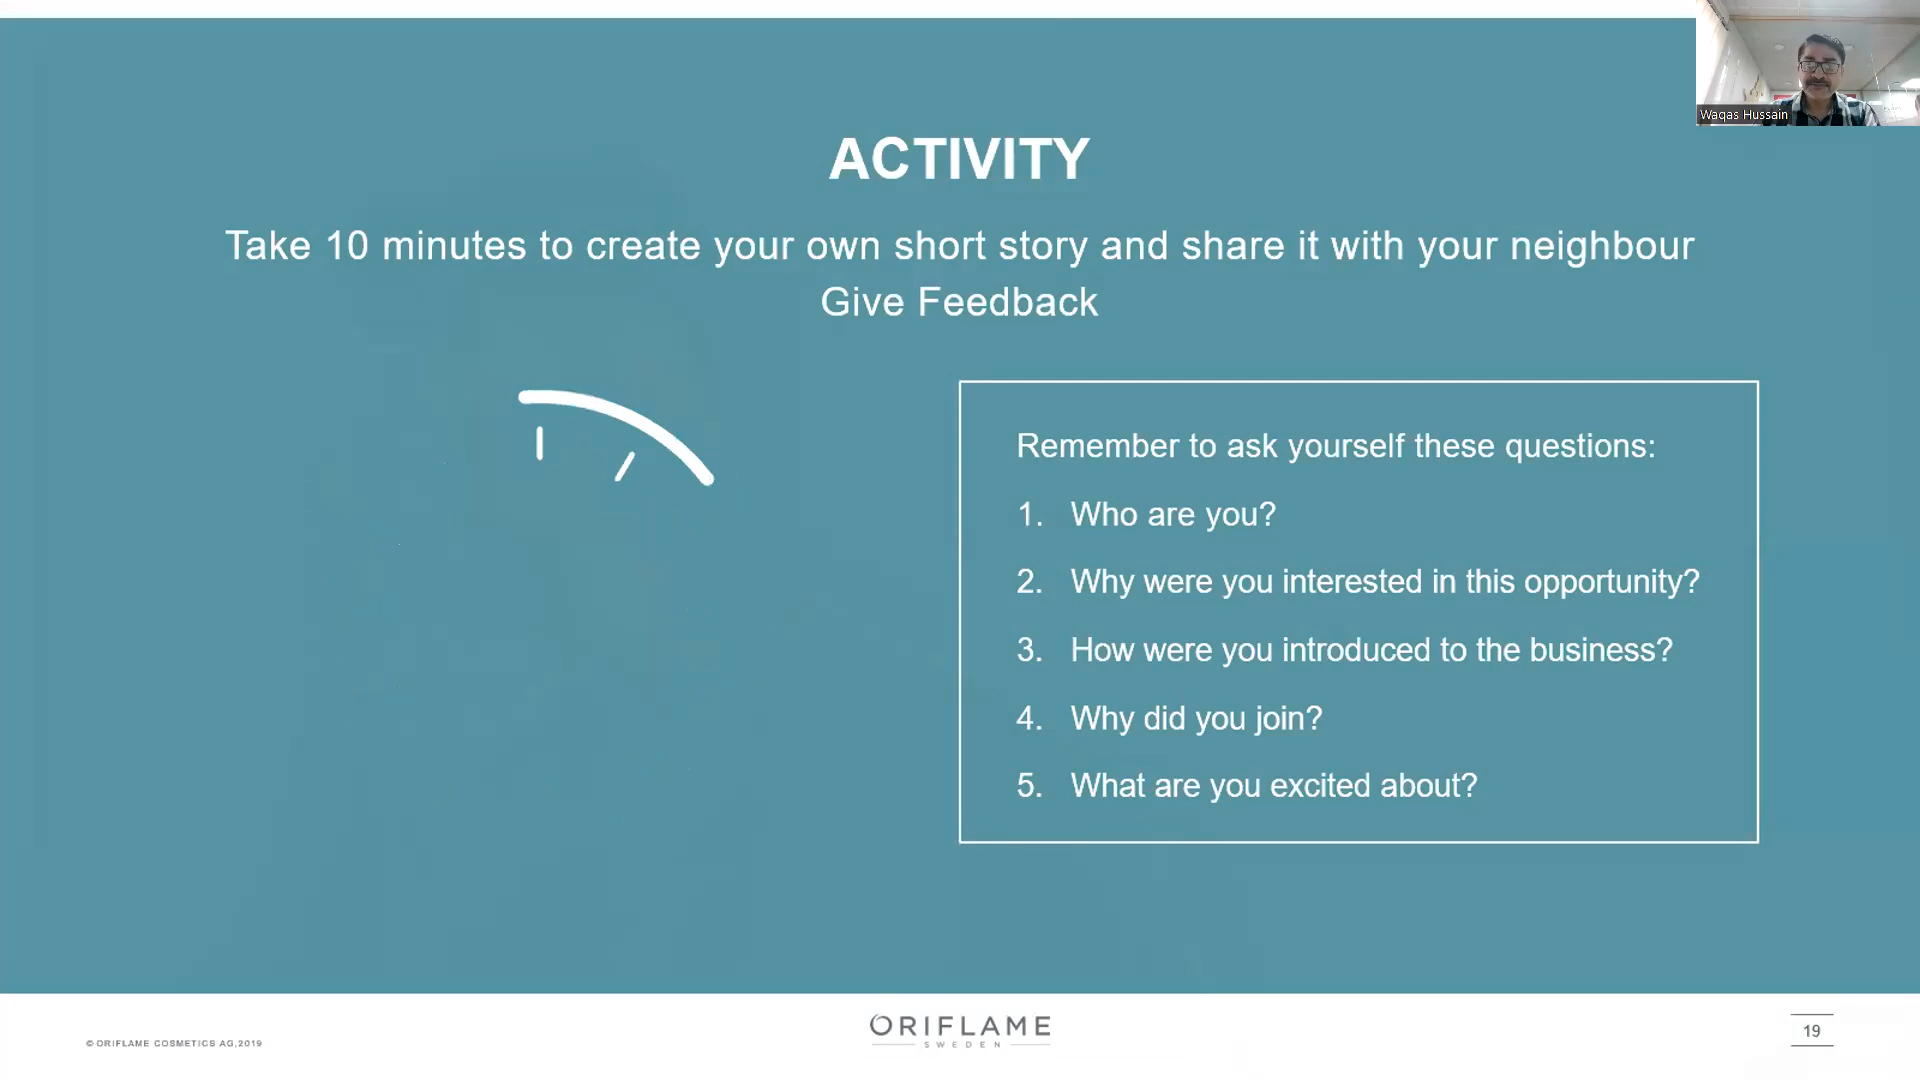 Waqas Hussain
ACTIVITY
Take 10 minutes to create your own short story and share it with your neighbour
Give Feedback
Remember to ask yourself these questions:
1. Who are you?
2. Why were you interested in this opportunity?
3. How were you introduced to the business?
4. Why did you join?
5. What are you excited about?
© ORIFLAME COSMETICS AG,2019
ORIFLAME
SWEDEN
19